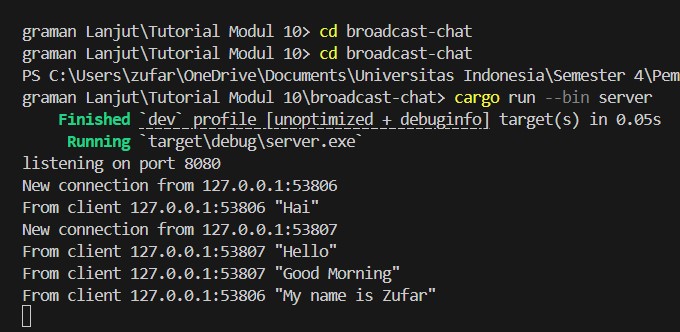 graman Lanjut\Tutorial Modul 10> cd broadcast-chat
graman Lanjut\Tutorial Modul 10> cd broadcast-chat
PS C:\Users\zufar\OneDrive\Documents\Universitas Indonesia\Semester 4\Pem
graman Lanjut\Tutorial Modul 10\broadcast-chat> cargo run --bin server
Finished `dev` profile [unoptimized + debuginfo] target(s) in 0.05s
Running `target\debug\server.exe`
listening on port 8080
New connection from 127.0.0.1:53806
From client 127.0.0.1:53806 "Hai"
New connection from 127.0.0.1:53807
From client 127.0.0.1:53807 "Hello"
From client 127.0.0.1:53807 "Good Morning"
From client 127.0.0.1:53806 "My name is Zufar"